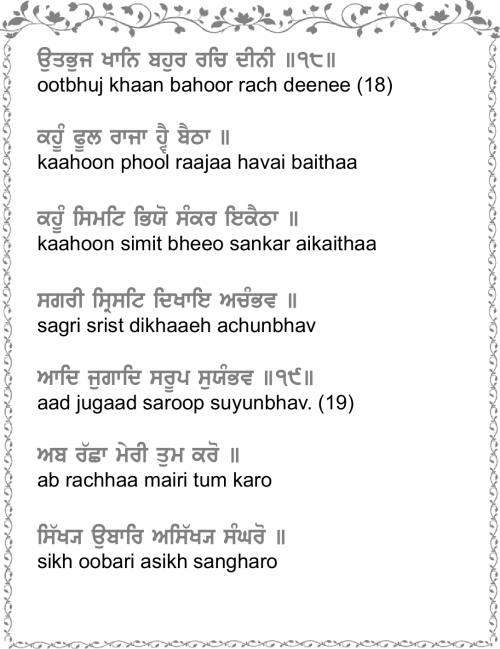 ਉਤਭੁਜ ਖਾਨਿ ਬਹੁਰ ਰਚਿ ਦੀਨੀ ॥੧੮॥
ootbhuj khaan bahoor rach deenee (18)
ਕਹੂੰ ਫੂਲ ਰਾਜਾ ਹ੍ਵੈ ਬੈਠਾ ॥
kaahoon phool raajaa havai baithaa
ਕਹੂੰ ਸਿਮਟਿ ਭਿਯੋ ਸੰਕਰ ਇਕੈਠਾ ॥
kaahoon simit bheeo sankar aikaithaa
ਸਗਰੀ ਸ੍ਰਿਸਟਿ ਦਿਖਾਇ ਅਚੰਭਵ ॥
sagri srist dikhaaeh achunbhav
ਆਦਿ ਜੁਗਾਦਿ ਸਰੂਪ ਸੁਯੰਭਵ ॥੧੯॥
aad jugaad saroop suyunbhav. (19)
ਅਬ ਰੱਛਾ ਮੇਰੀ ਤੁਮ ਕਰੋ ॥
ab rachhaa mairi tum karo
ਸਿੱਖ੍ਯ ਉਬਾਰਿ ਅਸਿੱਖ੍ਯ ਸੰਘਰੋ ॥
sikh oobari asikh sangharo